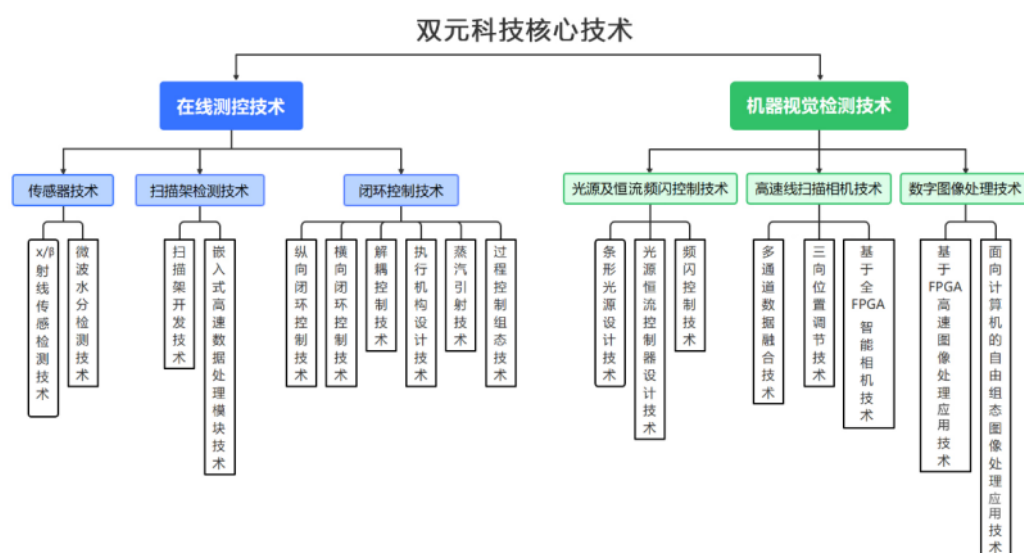 双元科技核心技术
在线测控技术
机器视觉检测技术
传感器技术
扫描架检测技术
闭环控制技术
光源及恒流频闪控制技术
高速线扫描相机技术
数字图像处理技术
x/β射线传感检测技术
微波水分检测技术
扫描架开发技术
嵌入式高速数据处理模块技术
纵向闭环控制技术
横向闭环控制技术
解耦控制技术
执行机构设计技术
蒸汽引射技术
过程控制组态技术
条形光源设计技术
光源恒流控制器设计技术
频闪控制技术
多通道数据融合技术
三向位置调节技术
基于全FPGA智能相机技术
基于FPGA高速图像处理应用技术
面向计算机的自由组态图像处理应用技术